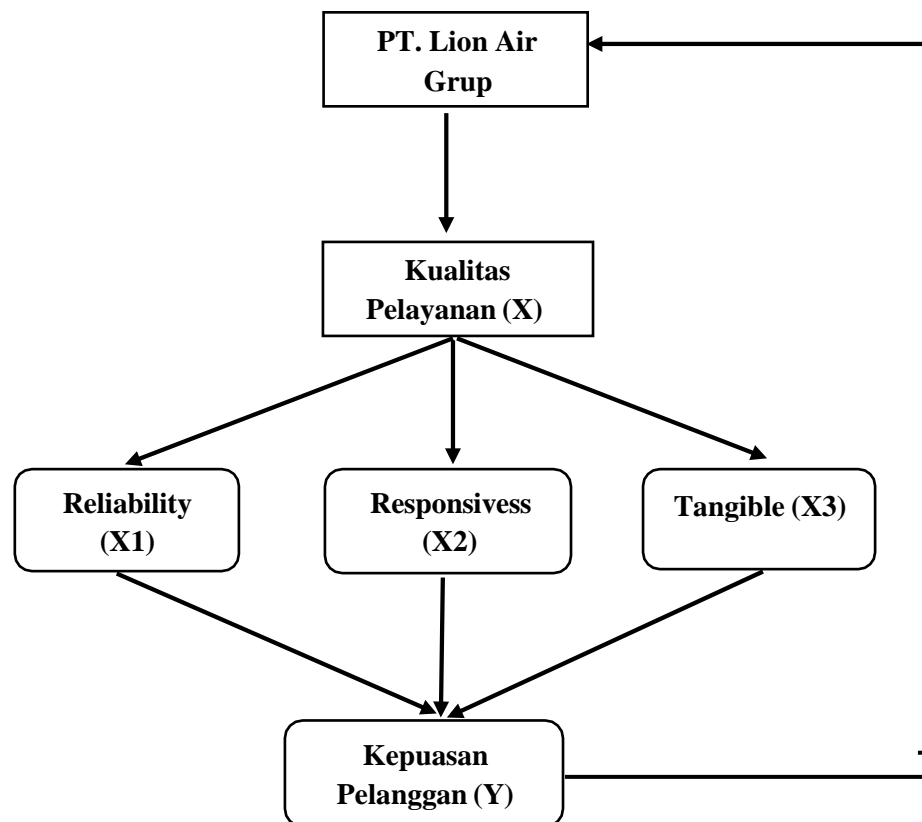 PT. Lion Air
Grup
Kualitas
Pelayanan (X)
Reliability
(X1)
Responsivess
(X2)
Tangible (X3)
Kepuasan
Pelanggan (Y)